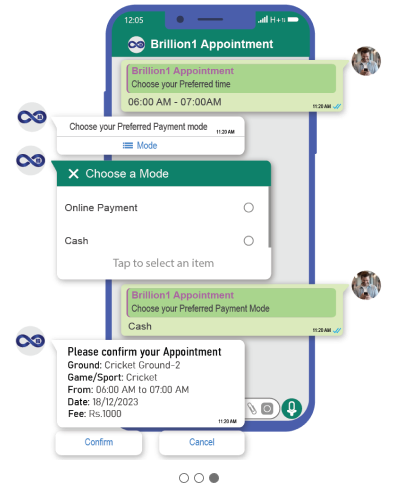 12:05
H+
Brillion1 Appointment
Brillion1 Appointment
Choose your Preferred time
06:00 AM - 07:00AM
11:20 AM
Choose your Preferred Payment mode
11:20 AM
Mode
Choose a Mode
Online Payment
Cash
Tap to select an item
Brillion1 Appointment
Choose your Preferred Payment Mode
Cash
11:20 AM
Please confirm your Appointment
Ground: Cricket Ground-2
Game/Sport: Cricket
From: 06:00 AM to 07:00 AM
Date: 18/12/2023
Fee: Rs.1000
11:20 AM
Confirm
Cancel